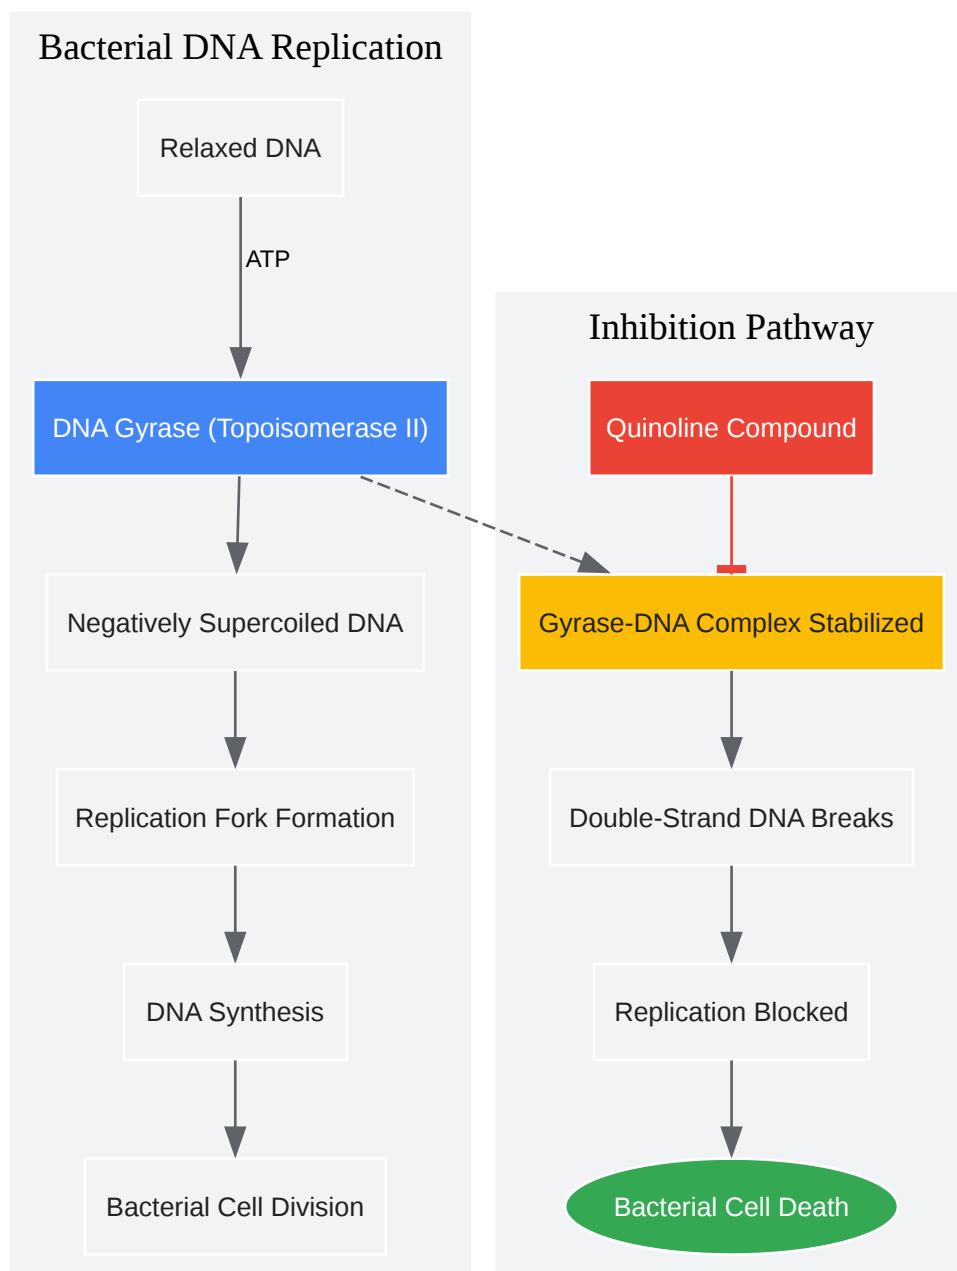 Bacterial DNA Replication
Relaxed DNA
ATP
DNA Gyrase (Topoisomerase II)
Negatively Supercoiled DNA
Replication Fork Formation
DNA Synthesis
Bacterial Cell Division
Inhibition Pathway
Quinoline Compound
Gyrase-DNA Complex Stabilized
Double-Strand DNA Breaks
Replication Blocked
Bacterial Cell Death